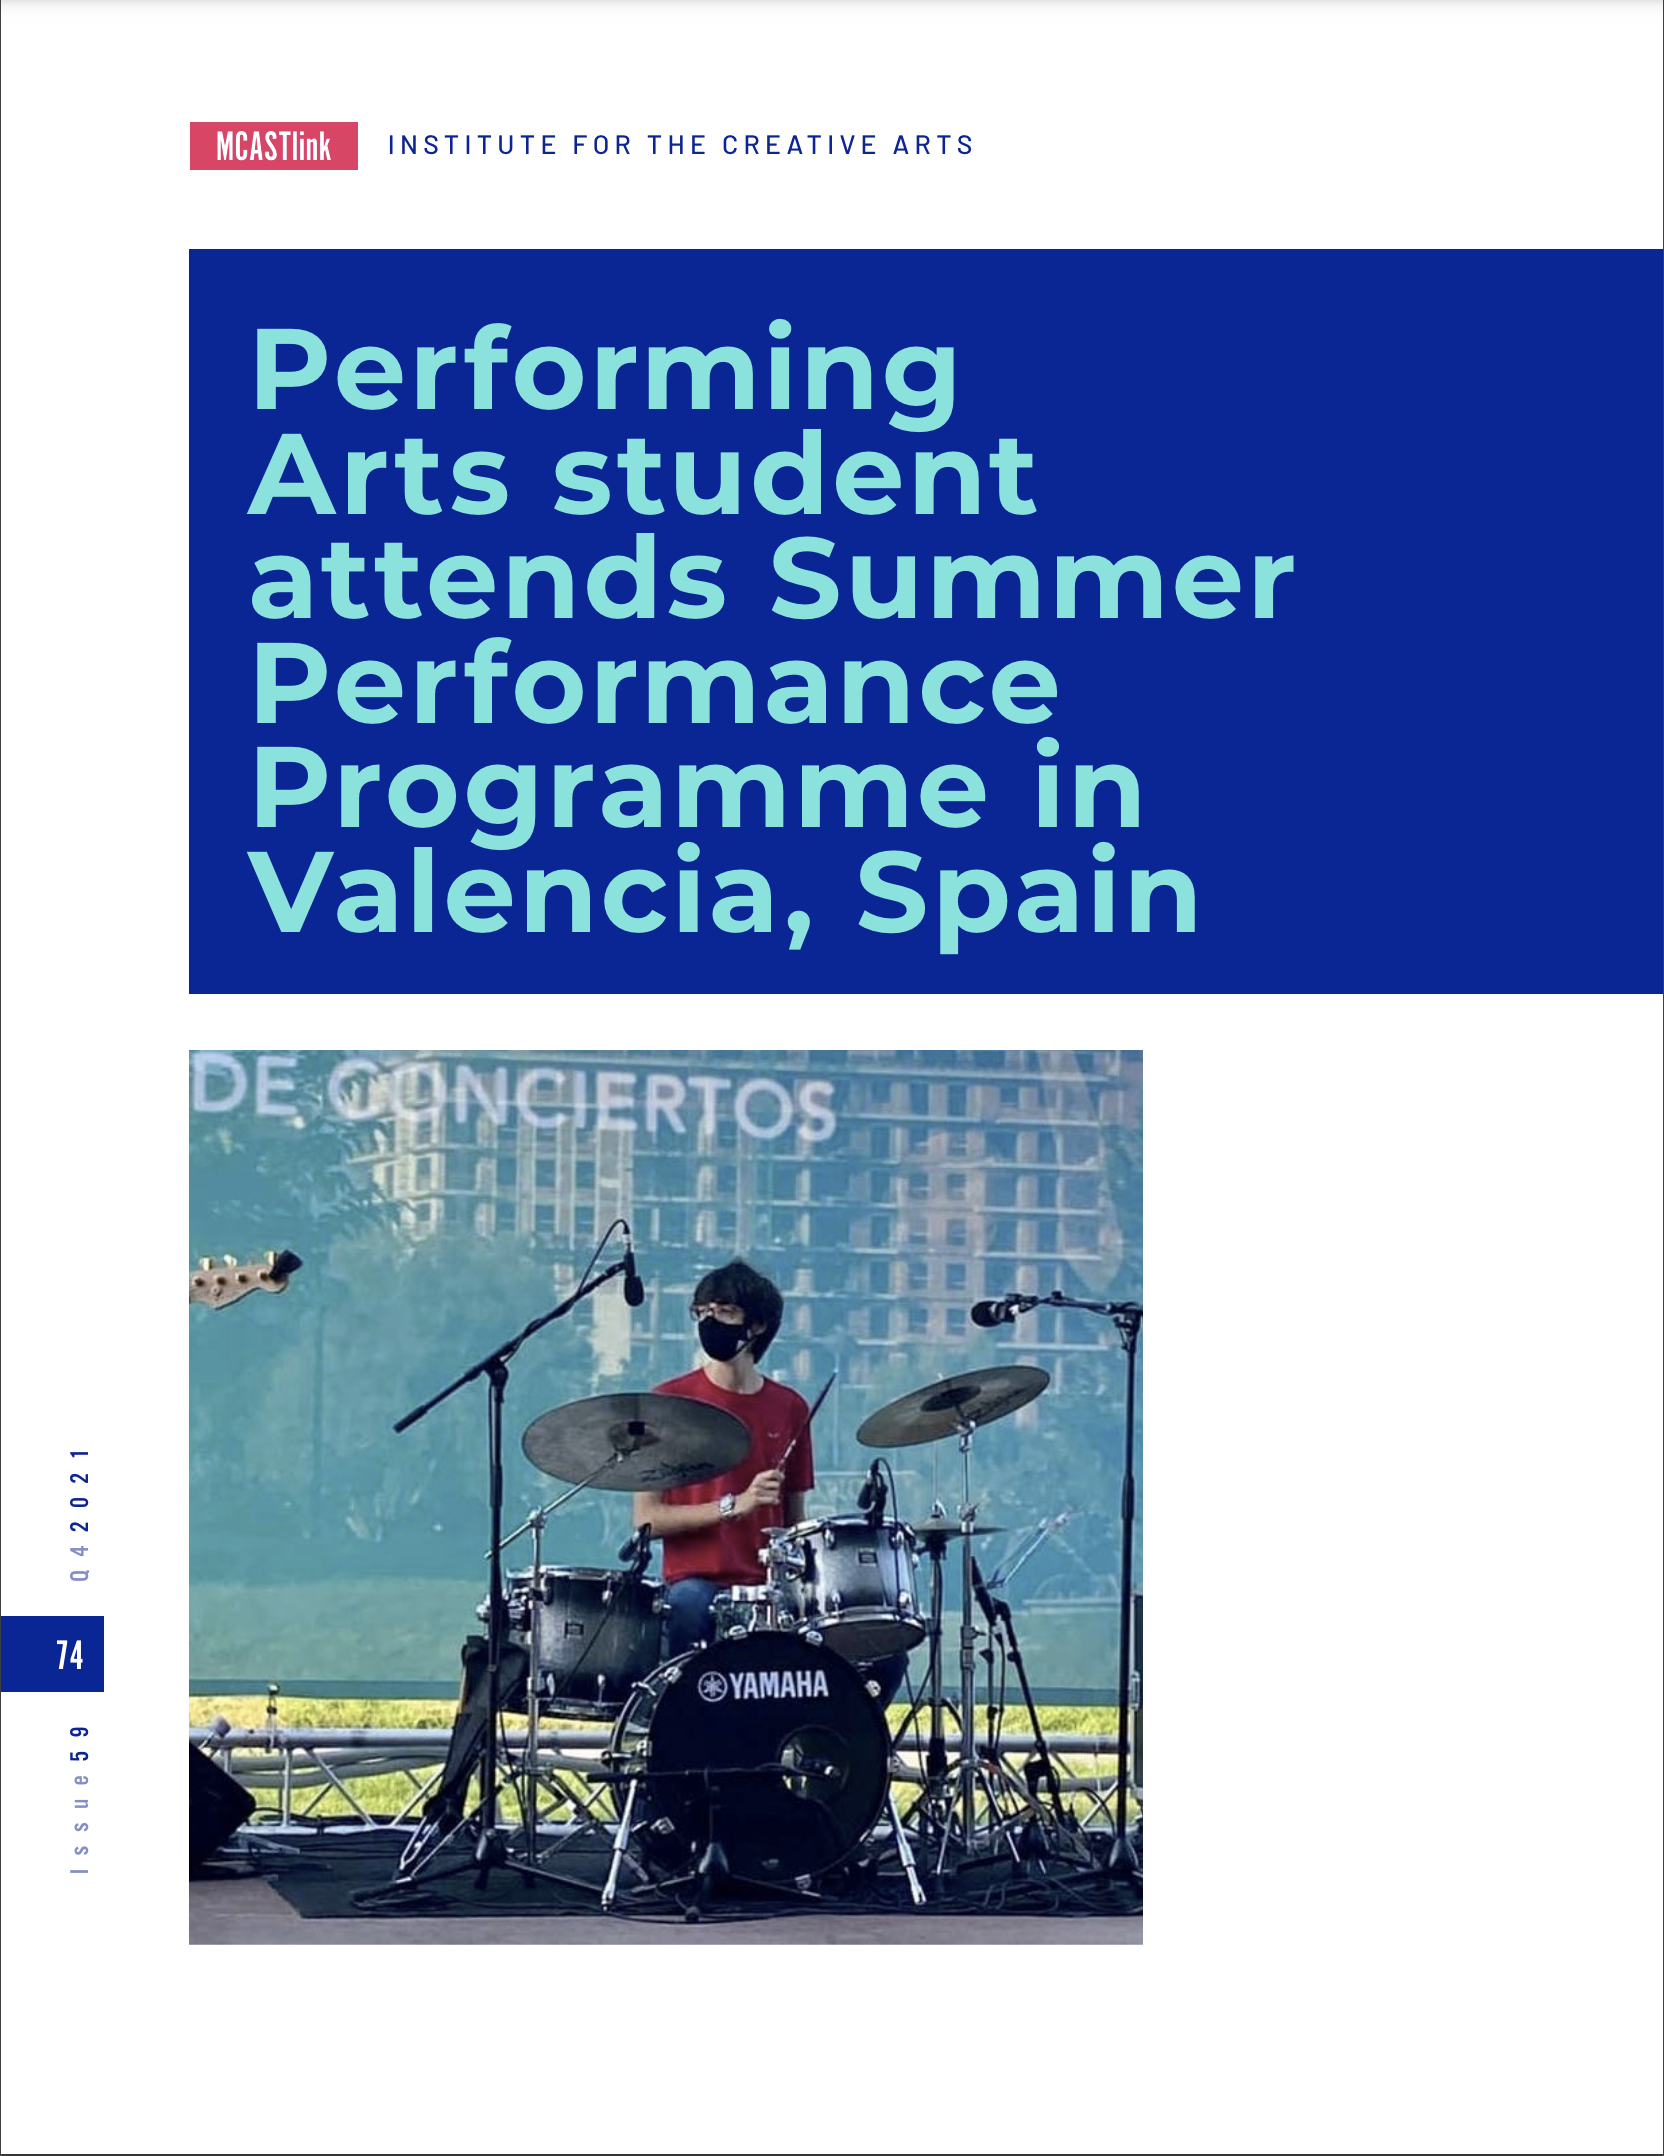 MCASTlink
INSTITUTE FOR THE CREATIVE ARTS
Performing
Arts student
attends Summer
Performance
Programme in
Valencia, Spain
DE CONCIERTOS
Zildjian
YAMAHA
Q4 2021
74
Issue 59